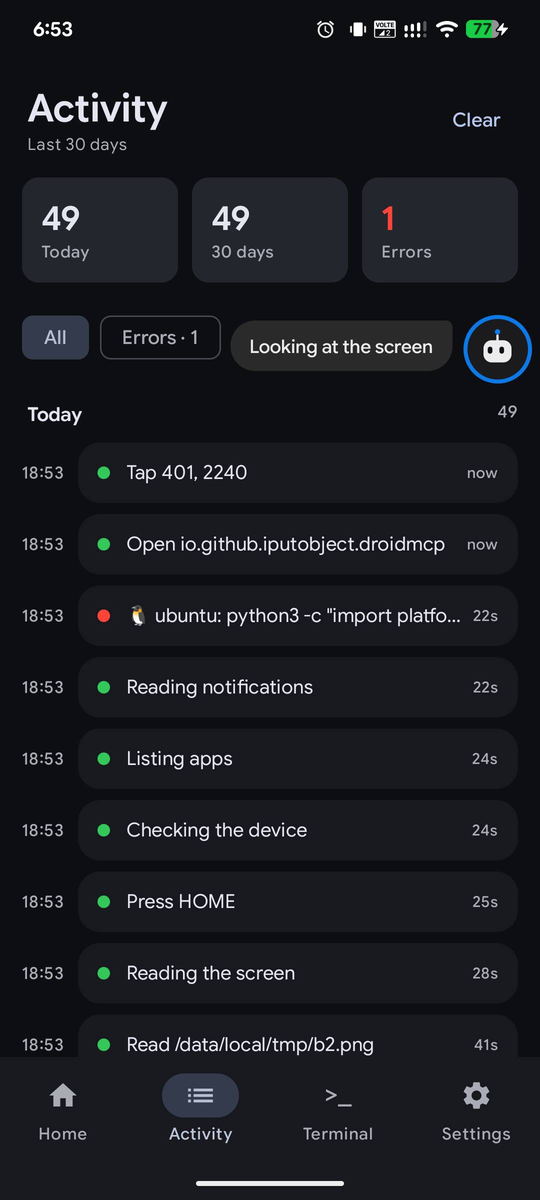 6:53
VOLTE
2
77
Activity
Clear
Last 30 days
49
49
1
Today
30 days
Errors
All
Errors · 1
Looking at the screen
Today
49
18:53
Tap 401, 2240
now
18:53
Open io.github.iputobject.droidmcp
now
18:53
🐧 ubuntu: python3 -c "import platfo...
22s
18:53
Reading notifications
22s
18:53
Listing apps
24s
18:53
Checking the device
24s
18:53
Press HOME
25s
18:53
Reading the screen
28s
18:53
Read /data/local/tmp/b2.png
41s
>_
Home
Activity
Terminal
Settings